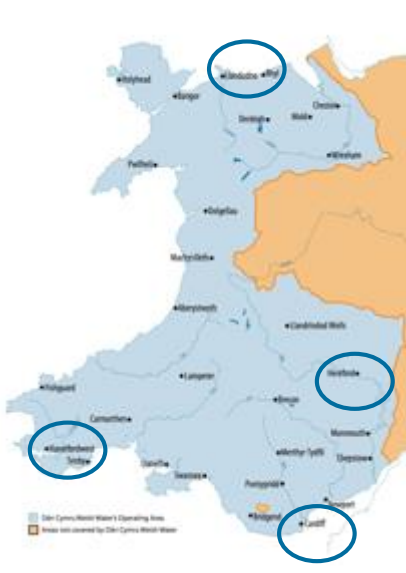 Llandudno
Rhyl
Holyhead
Bangor
Chester
Denbigh
Mold
Wrexham
Pwllheli
Dolgellau
Machynlleth
Aberystwyth
Llandrindod Wells
Lampeter
Hereford
Fishguard
Brecon
Carmarthen
Monmouth
Haverfordwest
Tenby
Merthyr Tydfil
Chepstow
Llanelli
Swansea
Pontypridd
Newport
Bridgend
Cardiff
Dŵr Cymru Welsh Water's Operating Area
Areas not covered by Dŵr Cymru Welsh Water